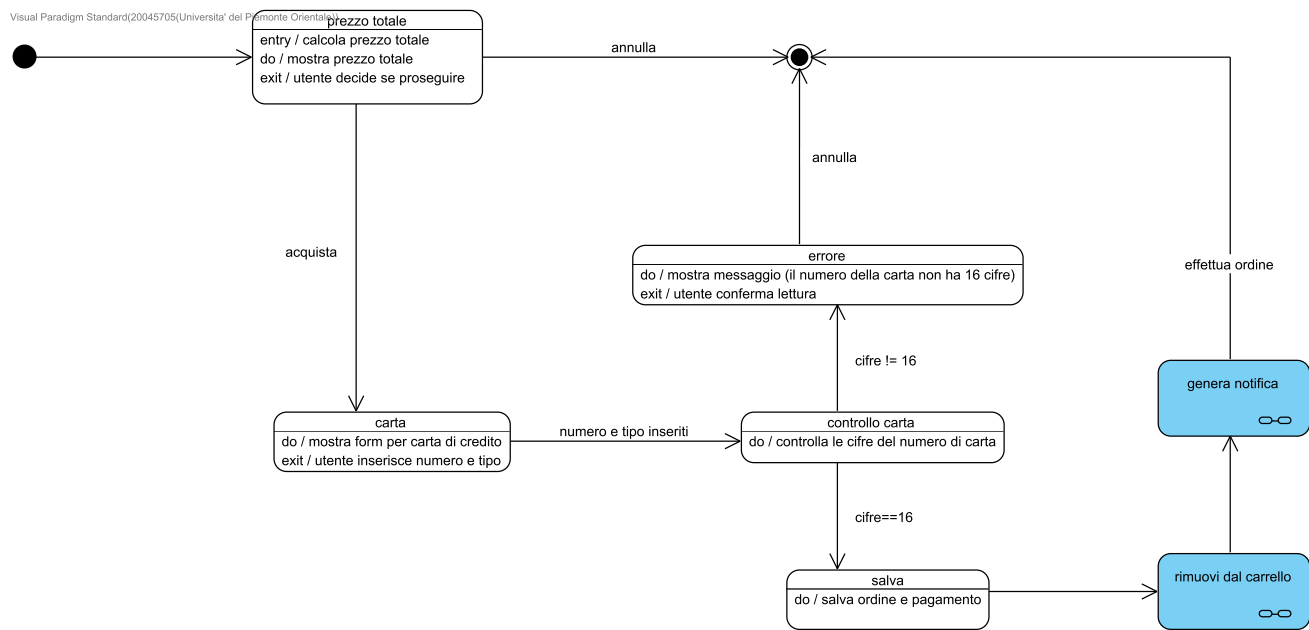 Visual Paradigm Standard(20045705(Universita' del Piemonte Orientale))
prezzo totale
entry / calcola prezzo totale
do / mostra prezzo totale
exit / utente decide se proseguire
annulla
annulla
acquista
errore
do / mostra messaggio (il numero della carta non ha 16 cifre)
exit / utente conferma lettura
effettua ordine
cifre != 16
genera notifica
carta
do / mostra form per carta di credito
exit / utente inserisce numero e tipo
numero e tipo inseriti
controllo carta
do / controlla le cifre del numero di carta
cifre==16
salva
do / salva ordine e pagamento
rimuovi dal carrello